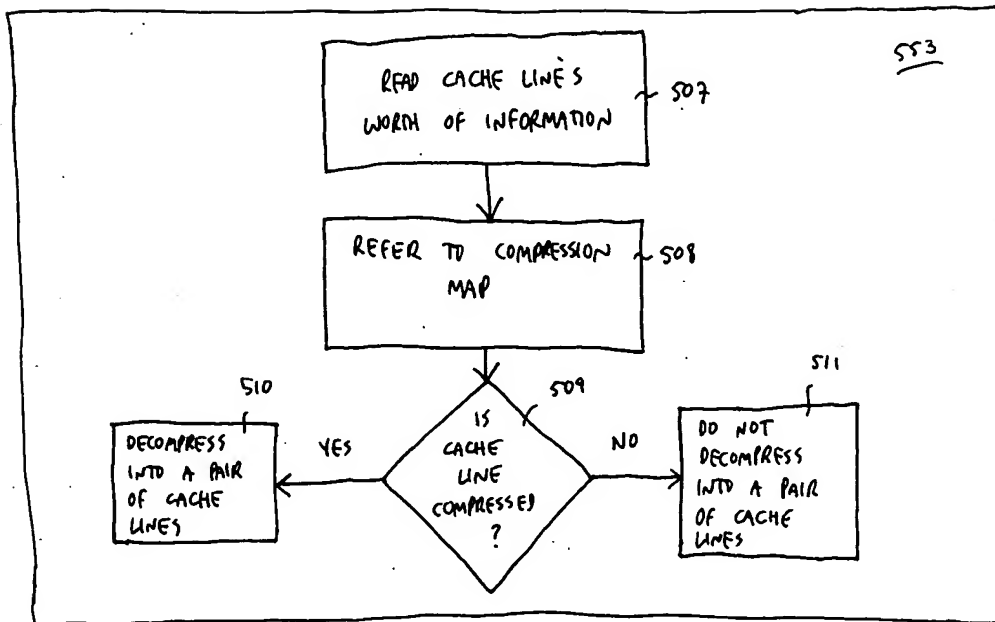 553
READ CACHE LINE'S
WORTH OF INFORMATION
507
REFER TO COMPRESSION
MAP
508
509
IS
CACHE
LINE
COMPRESSED
?
YES
NO
510
DECOMPRESS
INTO A PAIR
OF CACHE
LINES
511
DO NOT
DECOMPRESS
INTO A PAIR
OF CACHE
LINES